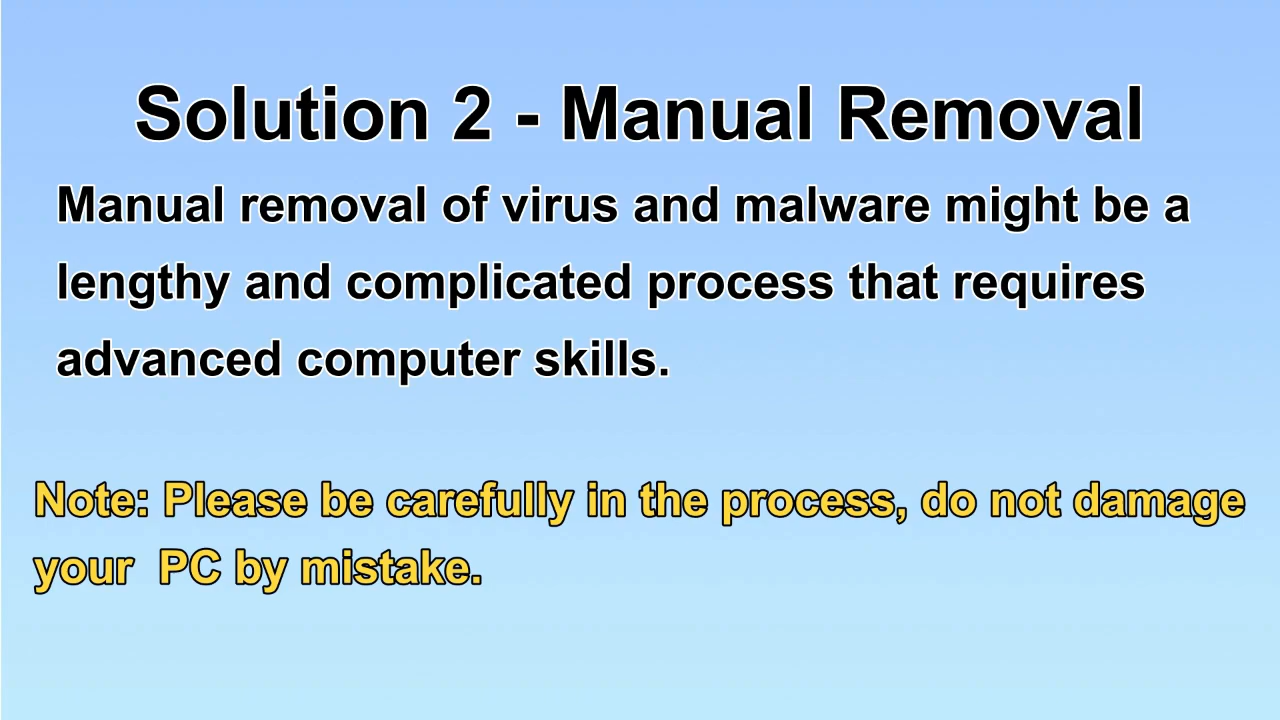 Solution 2 - Manual Removal
Manual removal of virus and malware might be a
lengthy and complicated process that requires
advanced computer skills.
Note: Please be carefully in the process, do not damage
your  PC by mistake.